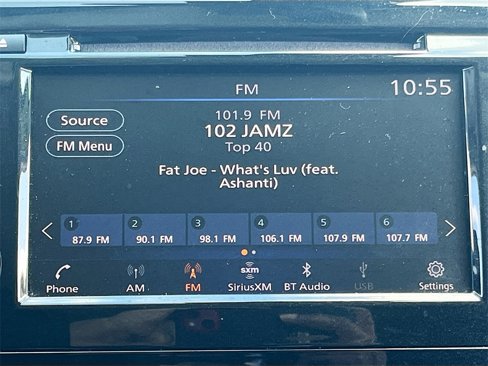 FM
10:55
Source
101.9 FM
102 JAMZ
FM Menu
Top 40
Fat Joe - What's Luv (feat.
Ashanti)
1 2 3 4 5 6
87.9 FM 90.1 FM 98.1 FM 106.1 FM 107.9 FM 107.7 FM
sxm
Phone AM FM SiriusXM BT Audio USB Settings